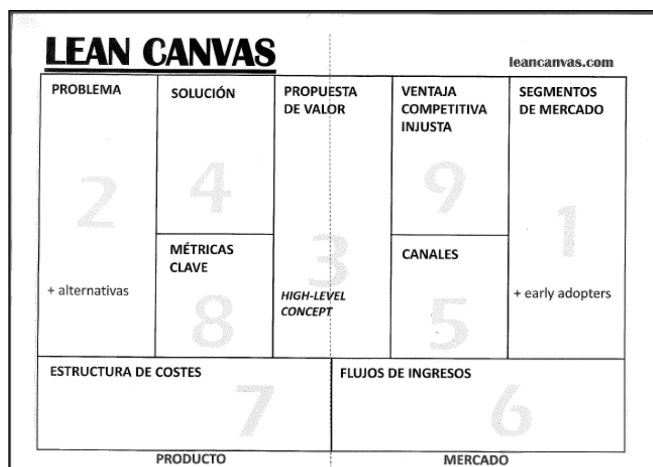 LEAN CANVAS
leancanvas.com
PROBLEMA
2
+ alternativas
SOLUCIÓN
4
MÉTRICAS
CLAVE
8
PROPUESTA
DE VALOR
3
HIGH-LEVEL
CONCEPT
VENTAJA
COMPETITIVA
INJUSTA
9
CANALES
5
SEGMENTOS
DE MERCADO
1
+ early adopters
ESTRUCTURA DE COSTES
7
FLUJOS DE INGRESOS
6
PRODUCTO
MERCADO